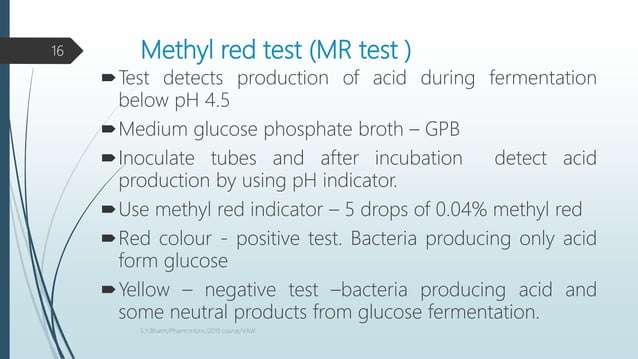 16
Methyl red test (MR test )
Test detects production of acid during fermentation
below pH 4.5
Medium glucose phosphate broth – GPB
Inoculate tubes and after incubation detect acid
production by using pH indicator.
Use methyl red indicator – 5 drops of 0.04% methyl red
Red colour - positive test. Bacteria producing only acid
form glucose
Yellow – negative test –bacteria producing acid and
some neutral products from glucose fermentation.